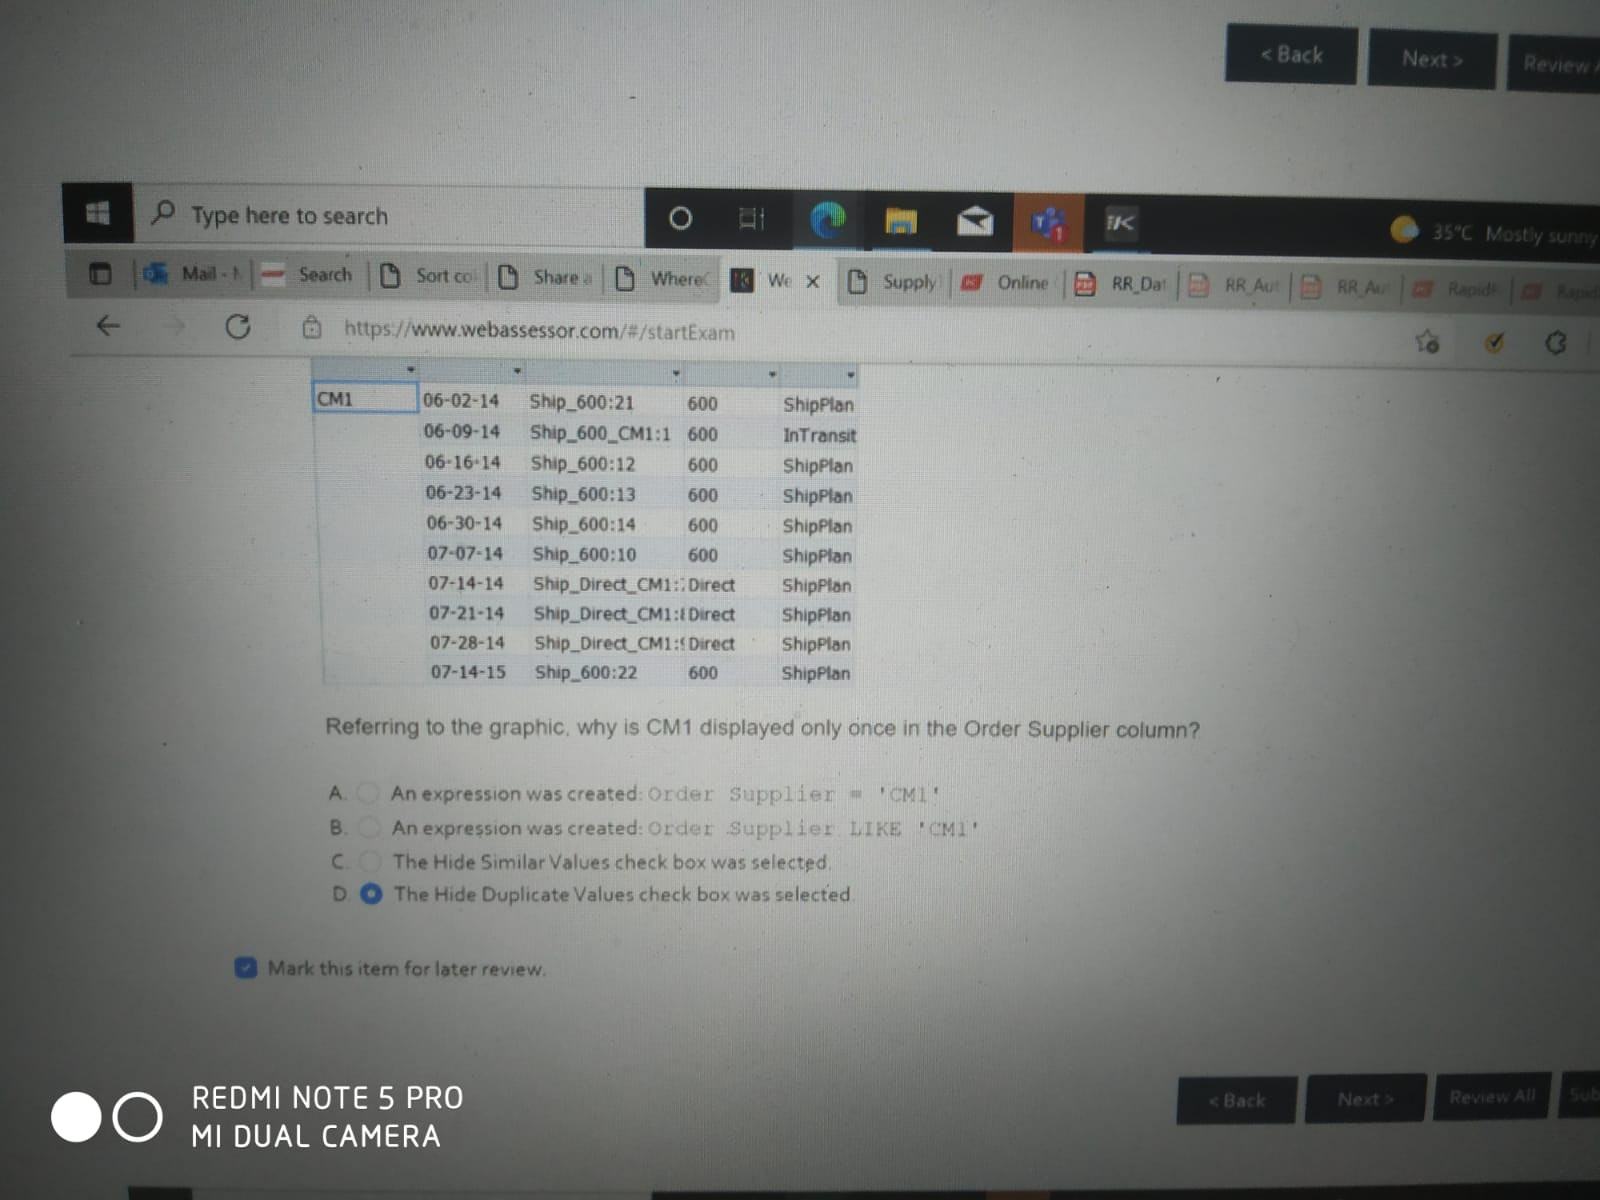 < Back
Next >
Review
Type here to search
35°C Mostly sunny
Mail -
Search
Sort co
Share
Where
We
Supply
Online
RR_Dat
RR_Aut
RR_Au
Rapid
https://www.webassessor.com/#/startExam
CM1 06-02-14 Ship_600:21 600 ShipPlan
06-09-14 Ship_600_CM1:1 600 InTransit
06-16-14 Ship_600:12 600 ShipPlan
06-23-14 Ship_600:13 600 ShipPlan
06-30-14 Ship_600:14 600 ShipPlan
07-07-14 Ship_600:10 600 ShipPlan
07-14-14 Ship_Direct_CM1: Direct ShipPlan
07-21-14 Ship_Direct_CM1: Direct ShipPlan
07-28-14 Ship_Direct_CM1: Direct ShipPlan
07-14-15 Ship_600:22 600 ShipPlan
Referring to the graphic, why is CM1 displayed only once in the Order Supplier column?
A. An expression was created: Order Supplier = 'CM1'
B. An expression was created: Order Supplier LIKE 'CM1'
C. The Hide Similar Values check box was selected.
D. The Hide Duplicate Values check box was selected.
Mark this item for later review.
< Back
Next >
Review All
Sub
REDMI NOTE 5 PRO
MI DUAL CAMERA